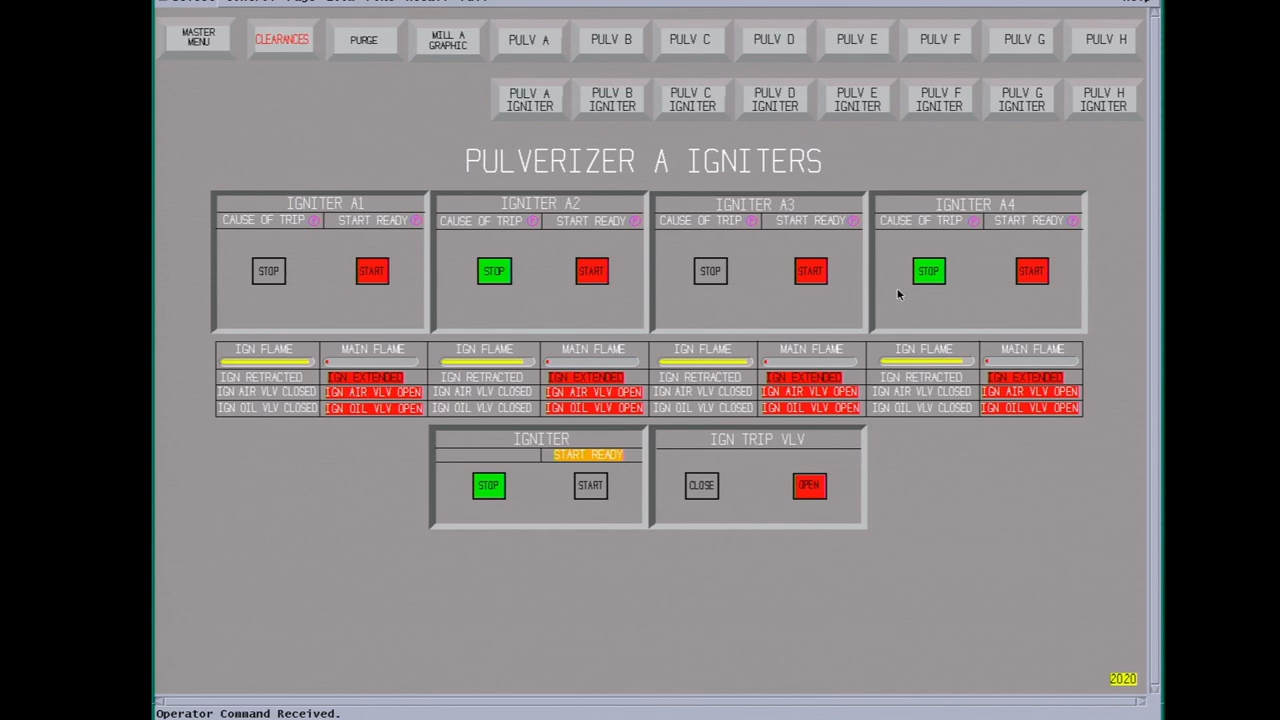 MASTER MENU
CLEARANCES
PURGE
MILL A GRAPHIC
PULV A
PULV B
PULV C
PULV D
PULV E
PULV F
PULV G
PULV H
PULV A IGNITER
PULV B IGNITER
PULV C IGNITER
PULV D IGNITER
PULV E IGNITER
PULV F IGNITER
PULV G IGNITER
PULV H IGNITER
PULVERIZER A IGNITERS
IGNITER A1
CAUSE OF TRIP P START READY P
STOP START
IGNITER A2
CAUSE OF TRIP P START READY P
STOP START
IGNITER A3
CAUSE OF TRIP P START READY P
STOP START
IGNITER A4
CAUSE OF TRIP P START READY P
STOP START
IGN FLAME MAIN FLAME IGN FLAME MAIN FLAME IGN FLAME MAIN FLAME IGN FLAME MAIN FLAME
IGN RETRACTED IGN EXTENDED IGN RETRACTED IGN EXTENDED IGN RETRACTED IGN EXTENDED IGN RETRACTED IGN EXTENDED
IGN AIR VLV CLOSED IGN AIR VLV OPEN IGN AIR VLV CLOSED IGN AIR VLV OPEN IGN AIR VLV CLOSED IGN AIR VLV OPEN IGN AIR VLV CLOSED IGN AIR VLV OPEN
IGN OIL VLV CLOSED IGN OIL VLV OPEN IGN OIL VLV CLOSED IGN OIL VLV OPEN IGN OIL VLV CLOSED IGN OIL VLV OPEN IGN OIL VLV CLOSED IGN OIL VLV OPEN
IGNITER
START READY
STOP START
IGN TRIP VLV
CLOSE OPEN
2020
Operator Command Received.